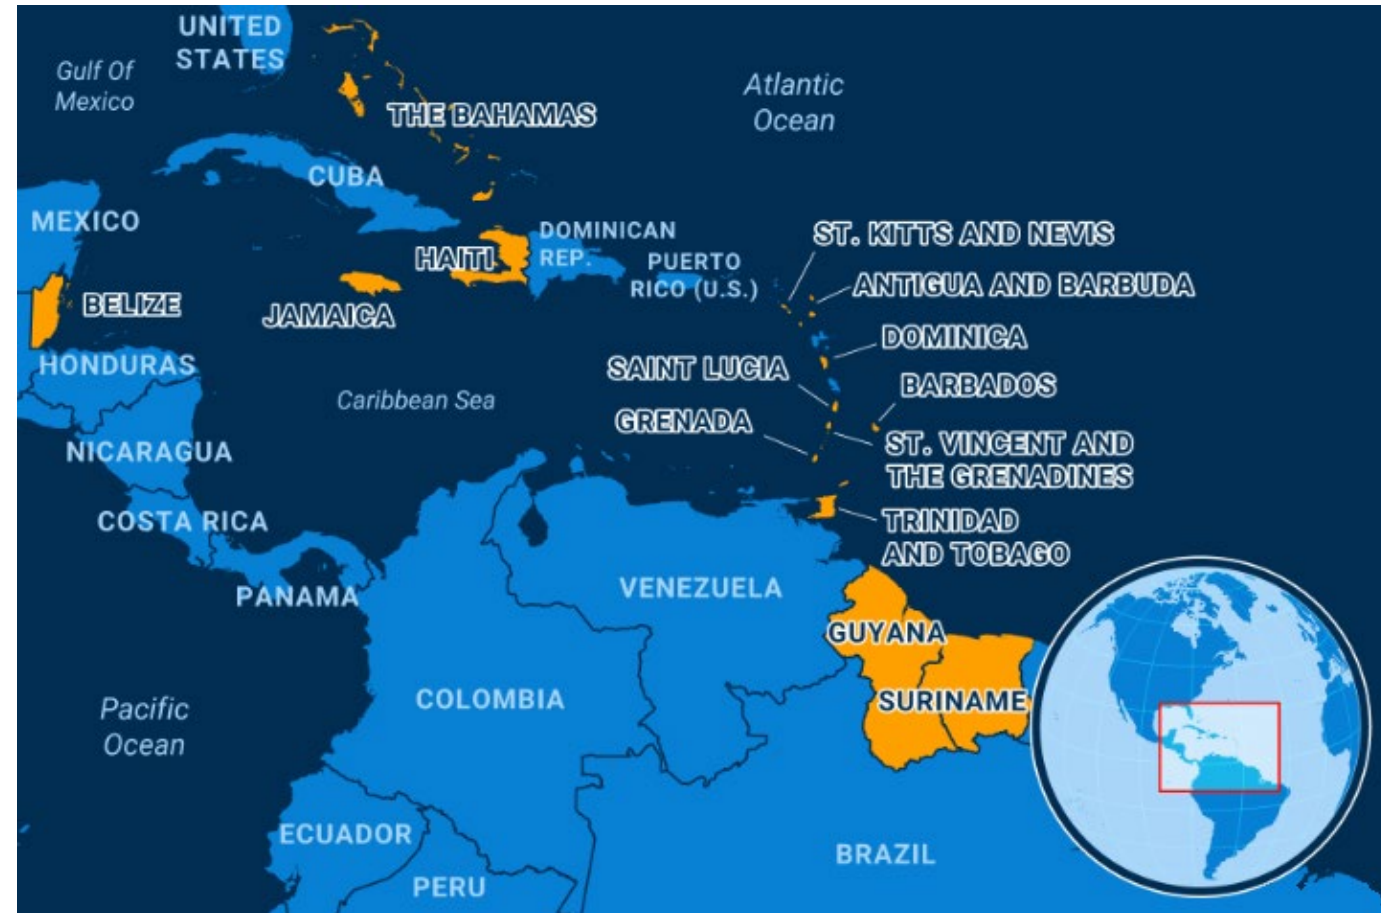 UNITED
STATES
Gulf Of
Mexico
Atlantic
Ocean
THE BAHAMAS
CUBA
MEXICO
HAITI
DOMINICAN
REP.
PUERTO
RICO (U.S.)
ST. KITTS AND NEVIS
ANTIGUA AND BARBUDA
BELIZE
JAMAICA
DOMINICA
HONDURAS
SAINT LUCIA
BARBADOS
Caribbean Sea
GRENADA
ST. VINCENT AND
THE GRENADINES
NICARAGUA
COSTA RICA
TRINIDAD
AND TOBAGO
PANAMA
VENEZUELA
GUYANA
COLOMBIA
SURINAME
Pacific
Ocean
ECUADOR
PERU
BRAZIL